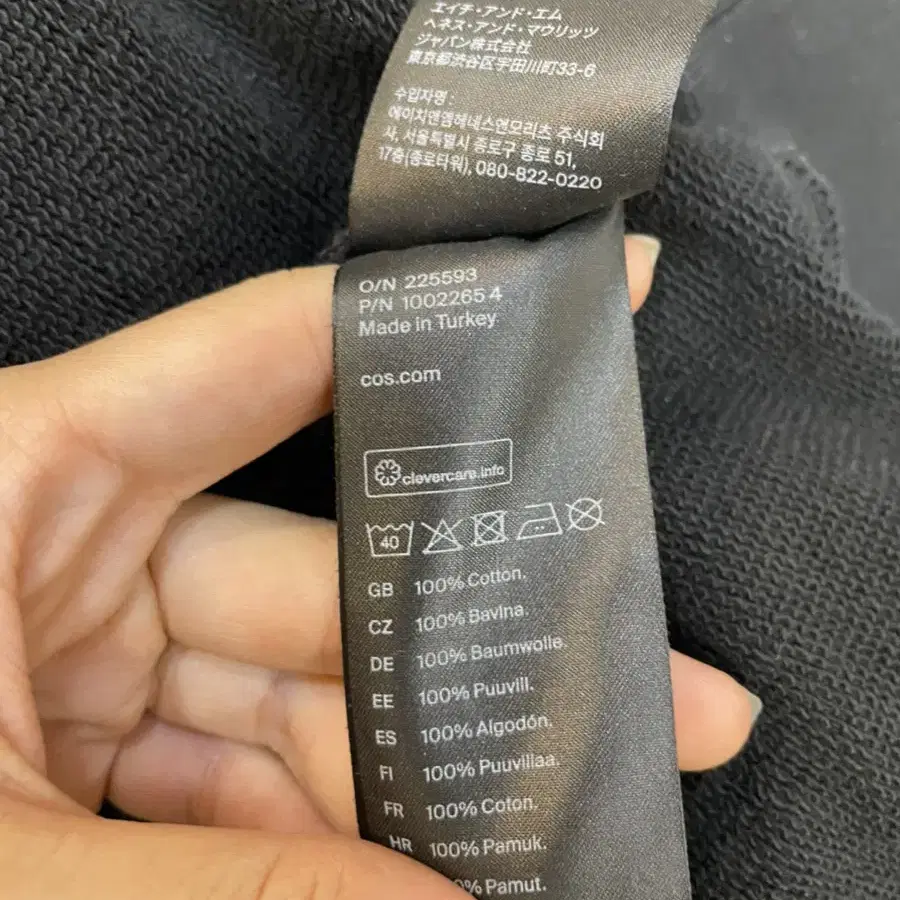 エイチ・アンド・エム
ヘネス・アンド・マウリッツ
ジャパン株式会社
東京都渋谷区宇田川町33-6
수입자명 :
에이치앤엠헤네스앤모리츠 주식회
사, 서울특별시 종로구 종로 51,
17층(종로타워), 080-822-0220
O/N 225593
P/N 10022654
Made in Turkey
cos.com
clevercare.info
40
GB 100% Cotton.
CZ 100% Bavlna.
DE 100% Baumwolle.
EE 100% Puuvill.
ES 100% Algodón.
FI 100% Puuvillaa.
FR 100% Coton.
HR 100% Pamuk.
0% Pamut.